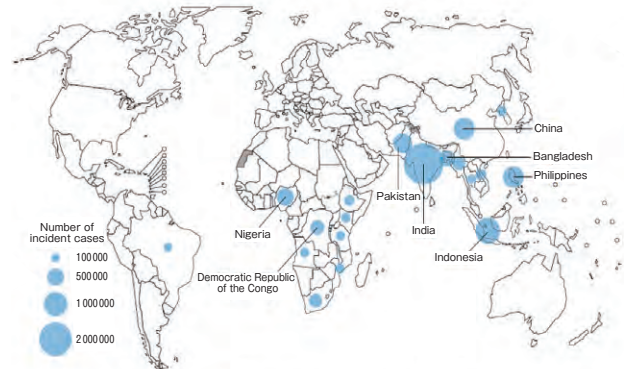 China
Bangladesh
Philippines
Pakistan
India
Indonesia
Nigeria
Democratic Republic
of the Congo
Number of
incident cases
100 000
500 000
1 000 000
2 000 000